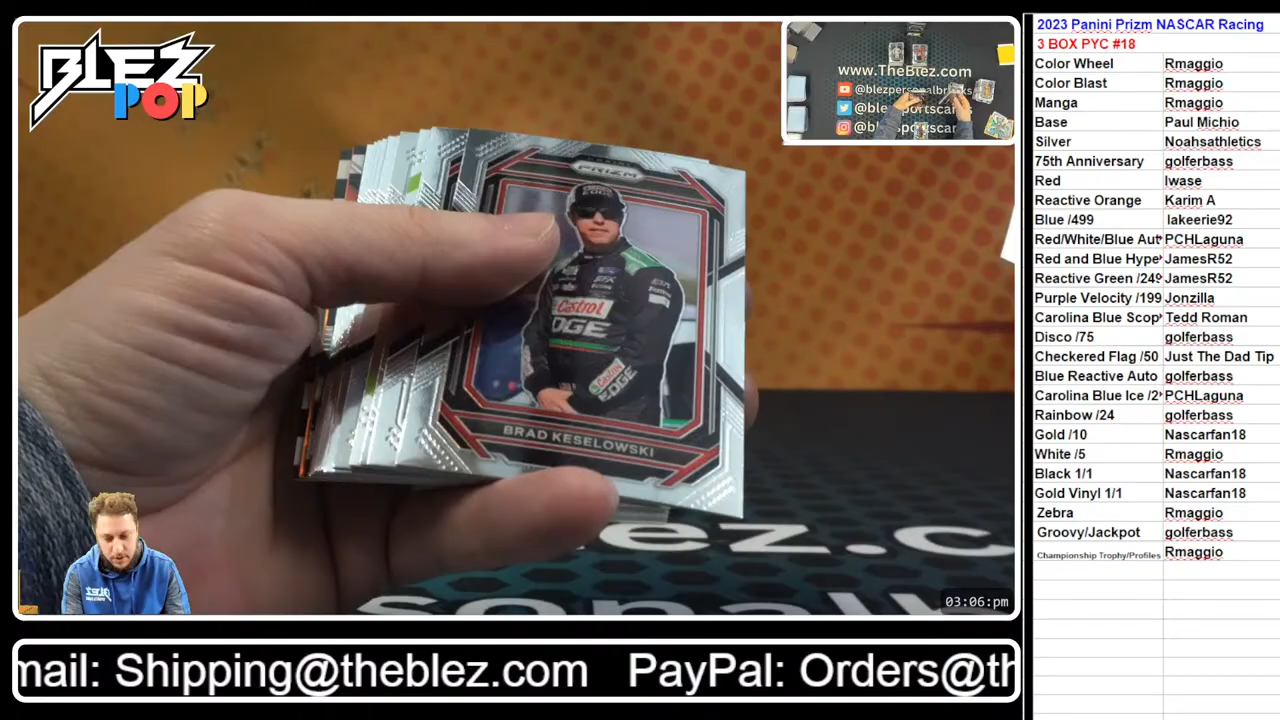 BLEZ
POP
www.TheBlez.com
PRIZM
Castrol
EDGE
Castrol
EDGE
BRAD KESELOWSKI
03:06:pm
mail: Shipping@theblez.com PayPal: Orders@th
2023 Panini Prizm NASCAR Racing
3 BOX PYC #18
Color Wheel Rmaggio
Color Blast Rmaggio
Manga Rmaggio
Base Paul Michio
Silver Noahsathletics
75th Anniversary golferbass
Red Iwase
Reactive Orange Karim A
Blue /499 lakeerie92
Red/White/Blue Aut PCHLaguna
Red and Blue Hype JamesR52
Reactive Green /249 JamesR52
Purple Velocity /199 Jonzilla
Carolina Blue Scop Tedd Roman
Disco /75 golferbass
Checkered Flag /50 Just The Dad Tip
Blue Reactive Auto golferbass
Carolina Blue Ice /2 PCHLaguna
Rainbow /24 golferbass
Gold /10 Nascarfan18
White /5 Rmaggio
Black 1/1 Nascarfan18
Gold Vinyl 1/1 Nascarfan18
Zebra Rmaggio
Groovy/Jackpot golferbass
Championship Trophy/Profiles Rmaggio